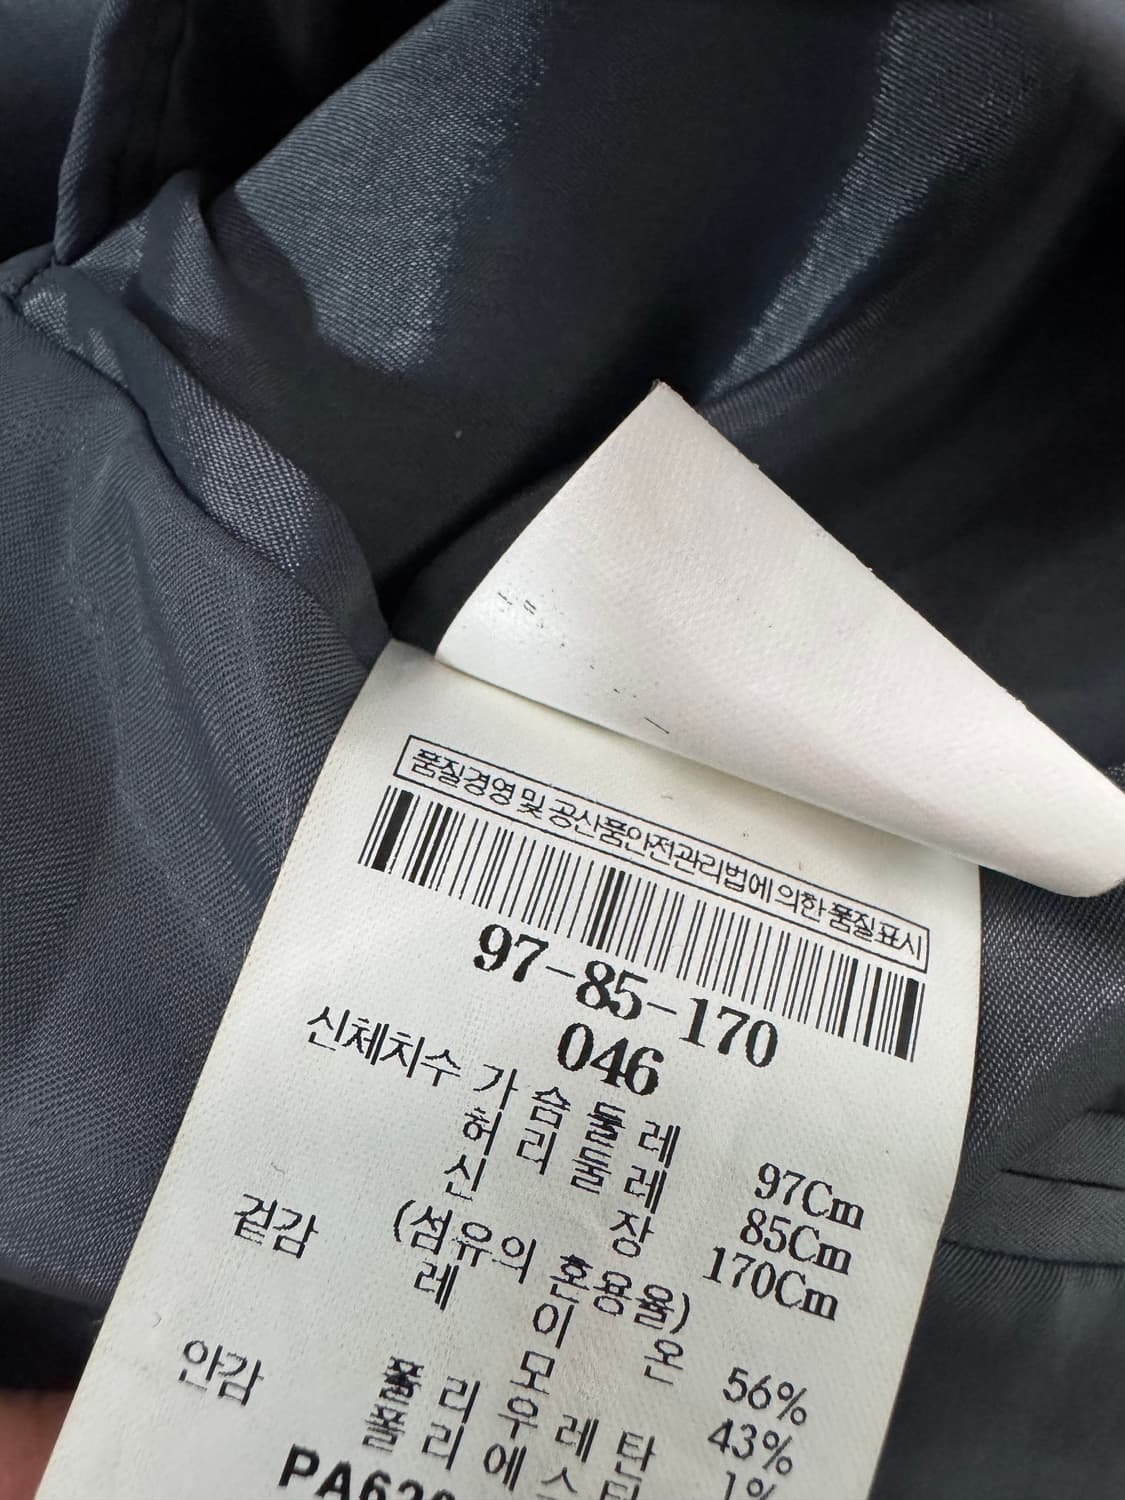 품질경영 및 공산품안전관리법에 의한 품질표시
97-85-170
046
신체치수 가슴둘레 97Cm
허리둘레 85Cm
신장 170Cm
(섬유의 혼용율)
겉감 레이온 56%
모 43%
폴리우레탄 1%
안감 폴리에스